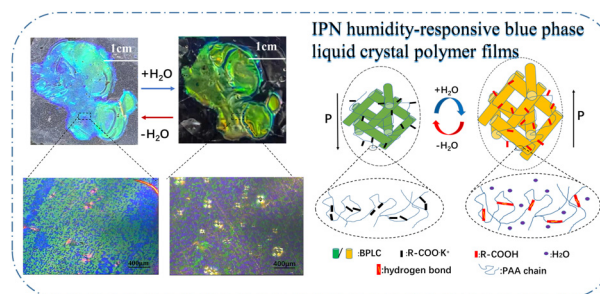 IPN humidity-responsive blue phase
liquid crystal polymer films
1cm
+H₂O
-H₂O
1cm
400μm
400μm
P
+H₂O
-H₂O
P
:BPLC
:R-COO·K⁺
:R-COOH
:H₂O
:hydrogen bond
:PAA chain